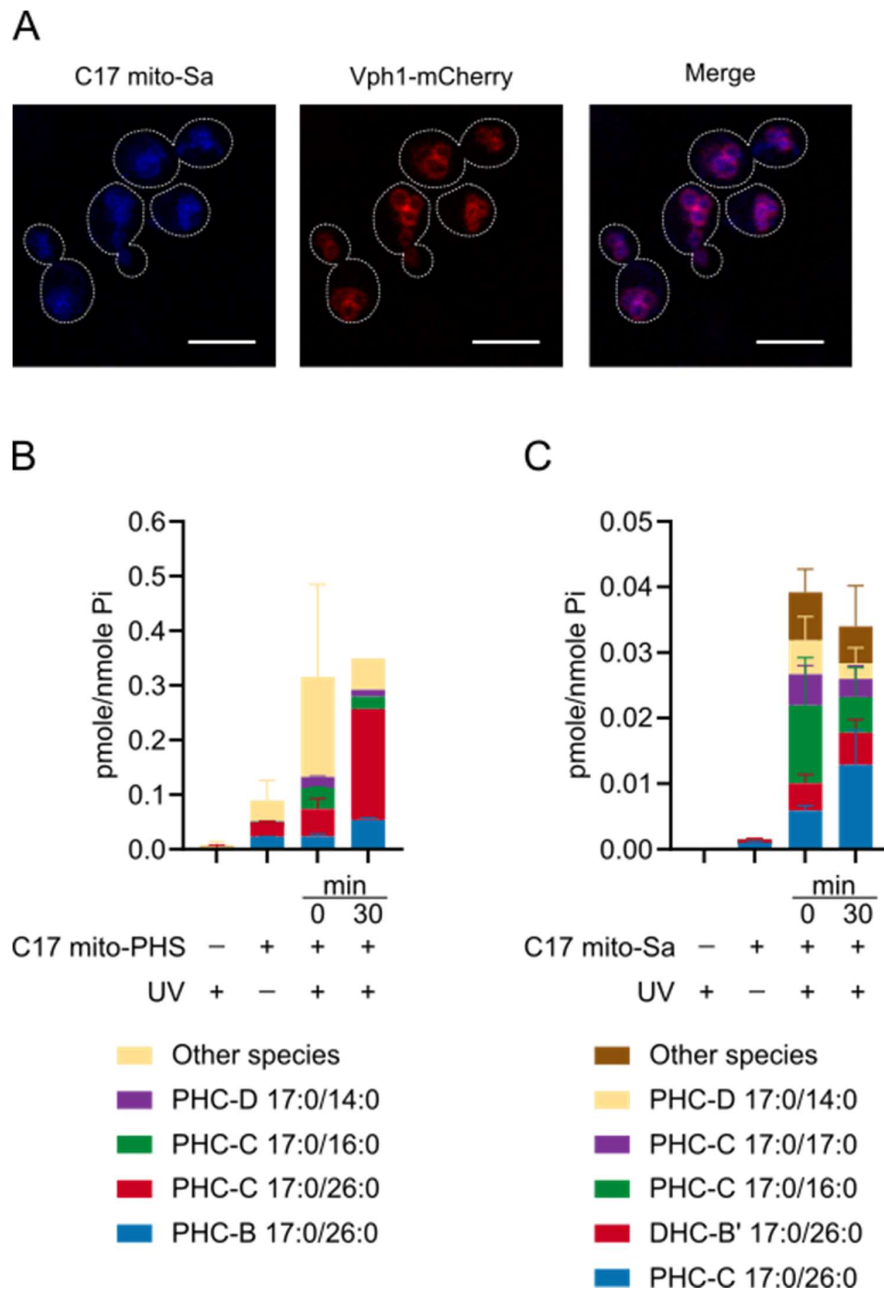 A
C17 mito-Sa Vph1-mCherry Merge
B C
0.6 0.05
0.5 0.04
0.4 0.03
0.3 0.02
0.2 0.01
0.1 0.00
0.0
pmole/nmole Pi pmole/nmole Pi
min min
0 30 0 30
C17 mito-PHS − + + + C17 mito-Sa − + + +
UV + − + + UV + − + +
Other species
PHC-D 17:0/14:0
PHC-C 17:0/16:0
PHC-C 17:0/26:0
PHC-B 17:0/26:0
Other species
PHC-D 17:0/14:0
PHC-C 17:0/17:0
PHC-C 17:0/16:0
DHC-B' 17:0/26:0
PHC-C 17:0/26:0